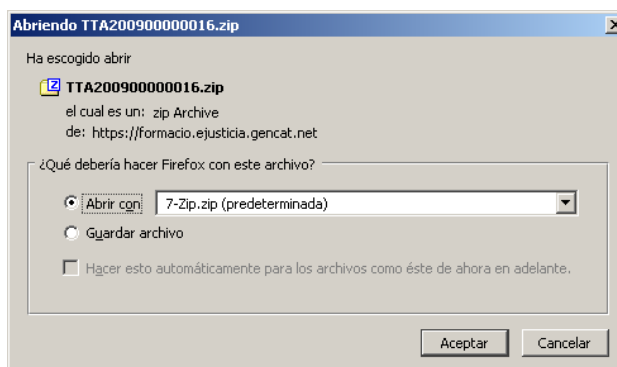 Abriendo TTA200900000016.zip
Ha escogido abrir
TTA200900000016.zip
el cual es un: zip Archive
de: https://formacio.ejusticia.gencat.net
¿Qué debería hacer Firefox con este archivo?
Abrir con 7-Zip.zip (predeterminada)
Guardar archivo
Hacer esto automáticamente para los archivos como éste de ahora en adelante.
Aceptar Cancelar